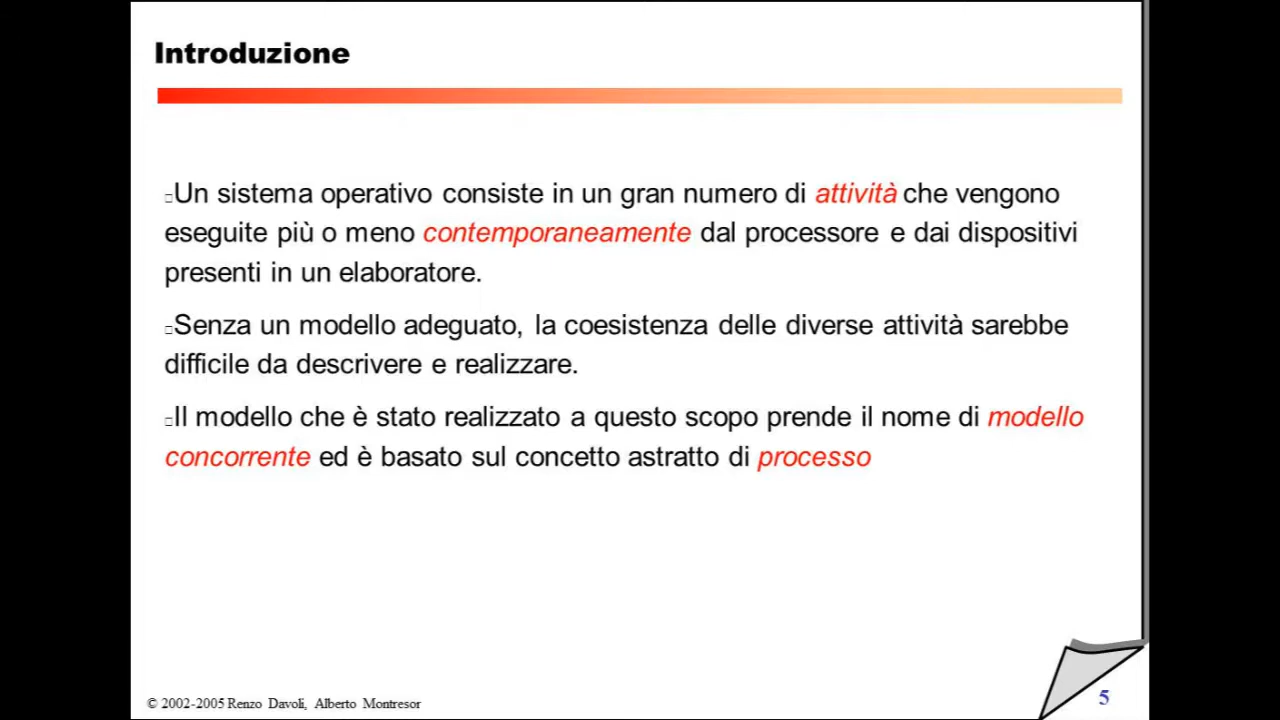 Introduzione
Un sistema operativo consiste in un gran numero di attività che vengono
eseguite più o meno contemporaneamente dal processore e dai dispositivi
presenti in un elaboratore.
Senza un modello adeguato, la coesistenza delle diverse attività sarebbe
difficile da descrivere e realizzare.
Il modello che è stato realizzato a questo scopo prende il nome di modello
concorrente ed è basato sul concetto astratto di processo
© 2002-2005 Renzo Davoli, Alberto Montresor
5